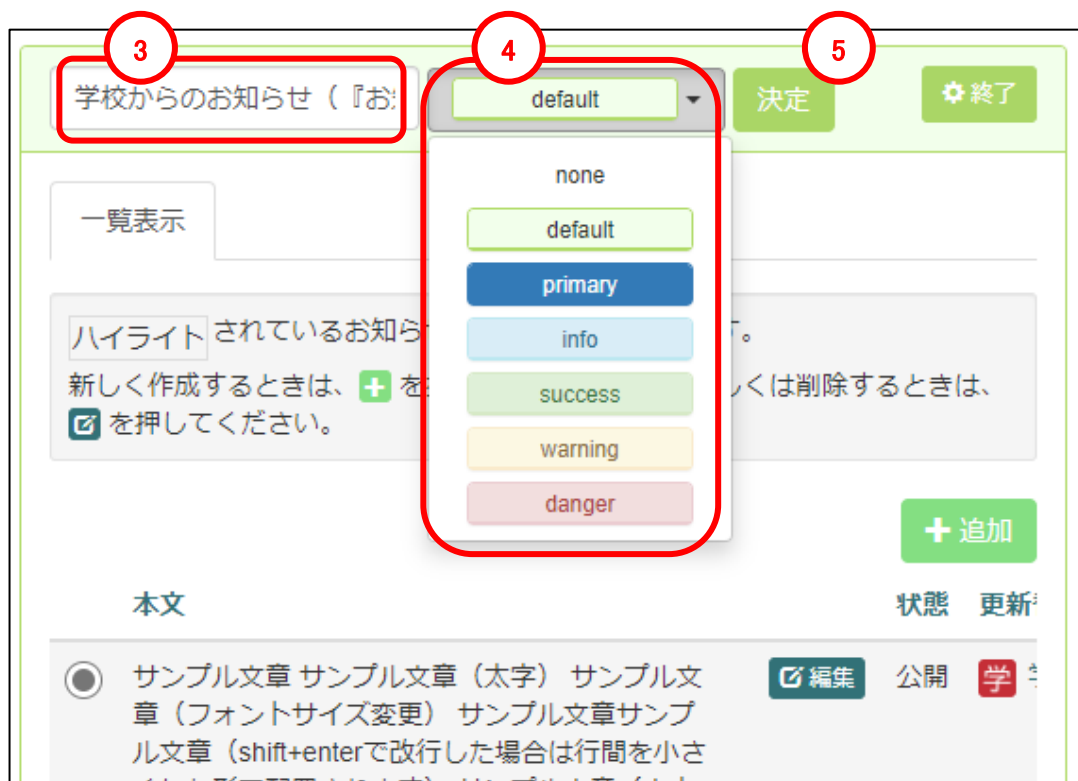 3
4
5
学校からのお知らせ（『お
default
決定
終了
none
一覧表示
default
primary
ハイライト されているお知ら
す。
info
新しく作成するときは、 を
しくは削除するときは、
success
を押してください。
warning
danger
追加
本文
状態
更新
サンプル文章 サンプル文章（太字） サンプル文
編集
公開
学
章（フォントサイズ変更） サンプル文章サンプ
ル文章（shift+enterで改行した場合は行間を小さ